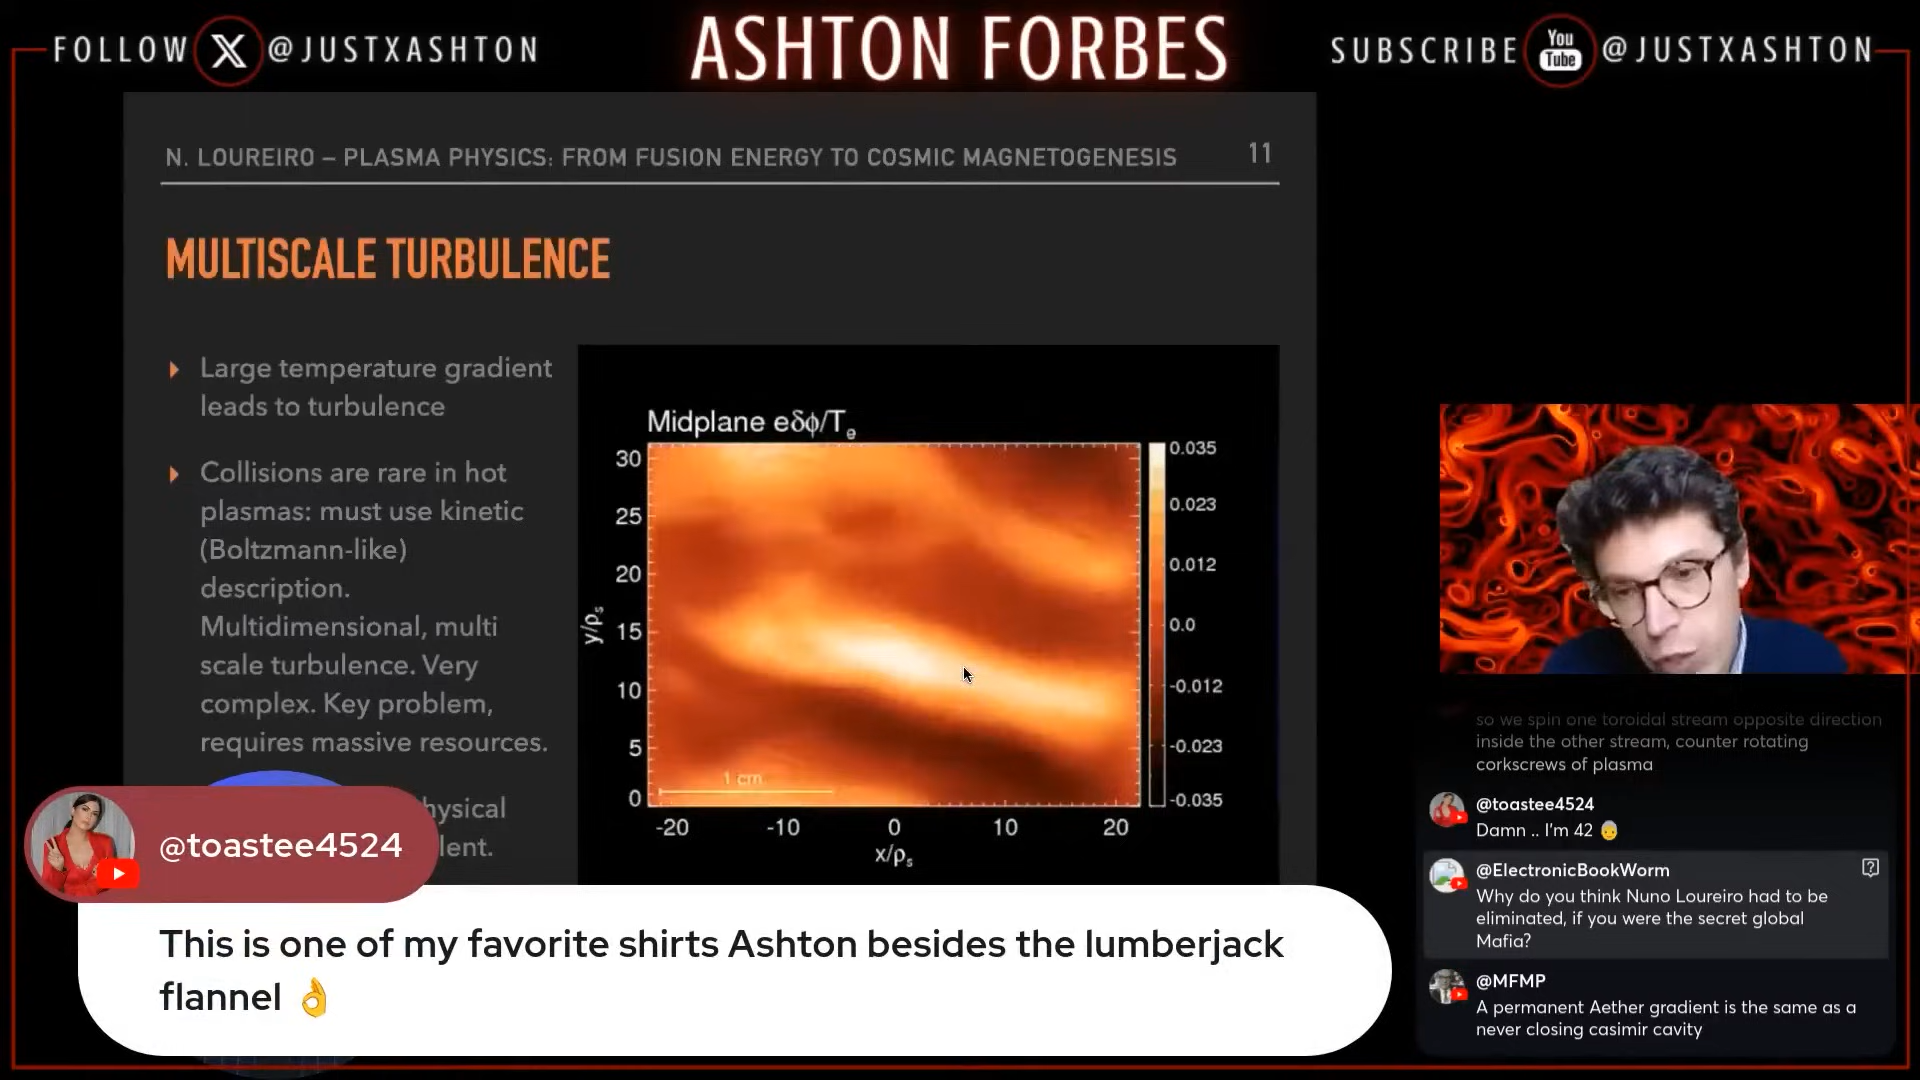 FOLLOW X @JUSTXASHTON
ASHTON FORBES
SUBSCRIBE You Tube @JUSTXASHTON
N. LOUREIRO – PLASMA PHYSICS: FROM FUSION ENERGY TO COSMIC MAGNETOGENESIS 11
MULTISCALE TURBULENCE
Large temperature gradient
leads to turbulence
Collisions are rare in hot
plasmas: must use kinetic
(Boltzmann-like)
description.
Multidimensional, multi
scale turbulence. Very
complex. Key problem,
requires massive resources.
Midplane eδϕ/Te
30
25
20
15
10
5
0
y/ρs
1 cm
-20 -10 0 10 20
x/ρs
0.035
0.023
0.012
0.0
-0.012
-0.023
-0.035
@toastee4524
This is one of my favorite shirts Ashton besides the lumberjack
flannel 👌
so we spin one toroidal stream opposite direction
inside the other stream, counter rotating
corkscrews of plasma
@toastee4524
Damn .. I'm 42 👵
@ElectronicBookWorm
Why do you think Nuno Loureiro had to be
eliminated, if you were the secret global
Mafia?
@MFMP
A permanent Aether gradient is the same as a
never closing casimir cavity